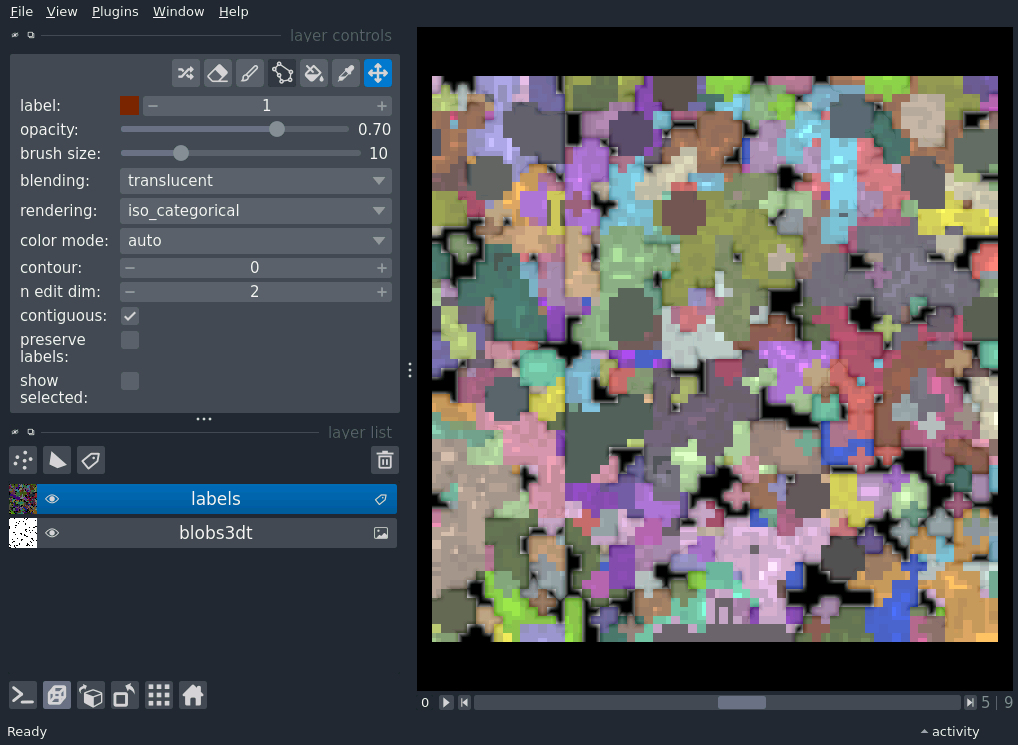 File View Plugins Window Help
layer controls
label: 1
opacity: 0.70
brush size: 10
blending: translucent
rendering: iso_categorical
color mode: auto
contour: 0
n edit dim: 2
contiguous:
preserve
labels:
show
selected:
layer list
labels
blobs3dt
0 5 | 9
Ready activity